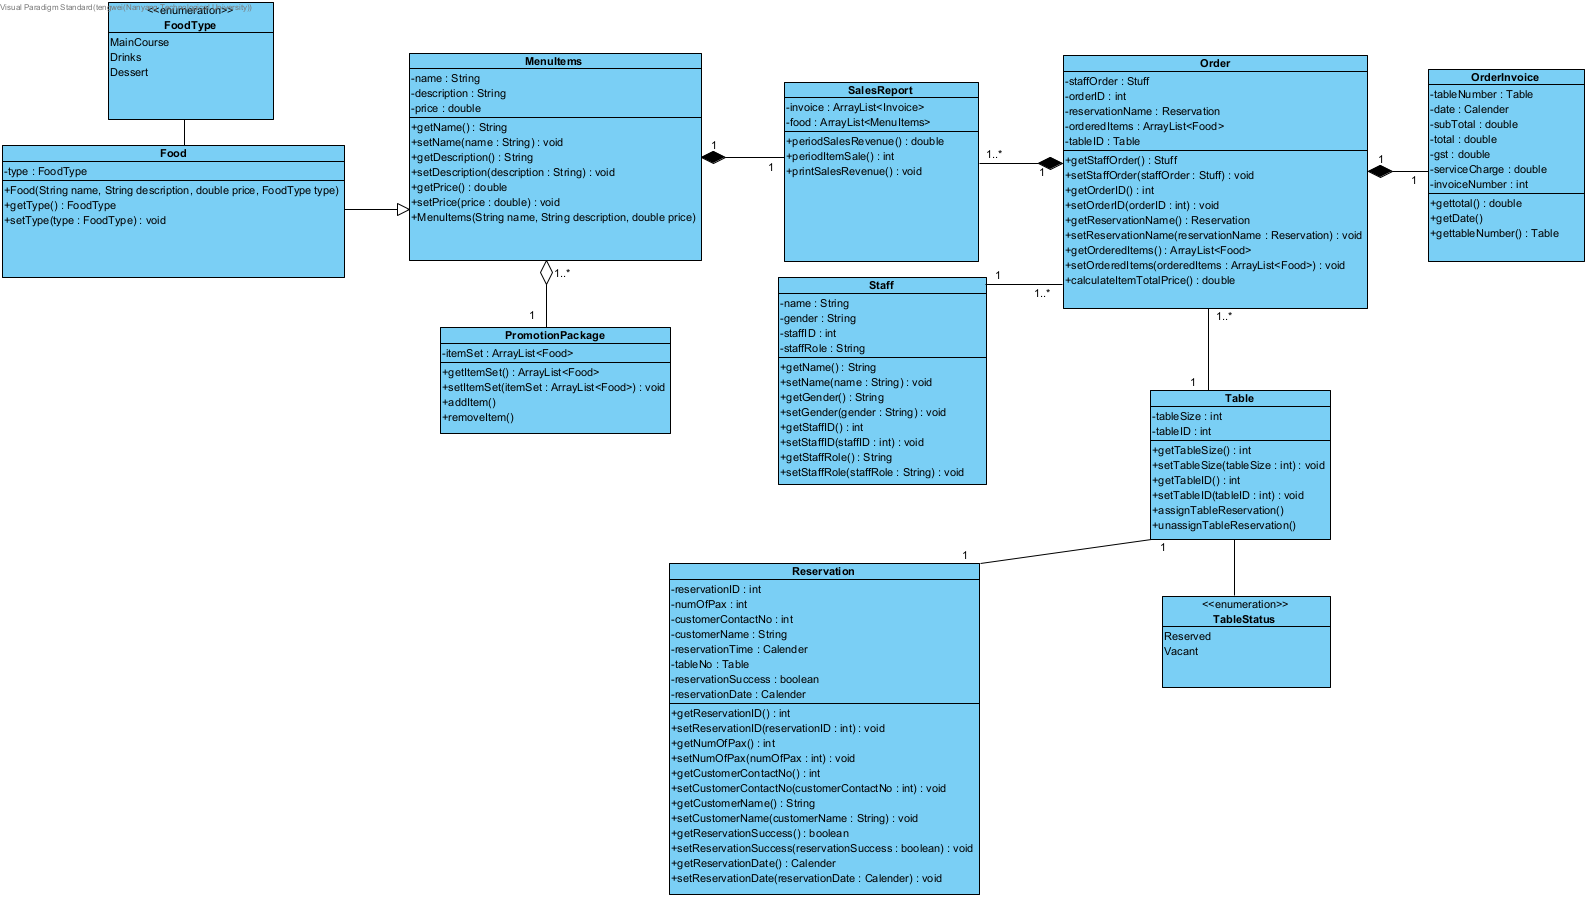 Visual Paradigm Standard(tengwei(Nanyang Technological University))
<<enumeration>>
FoodType
MainCourse
Drinks
Dessert
Food
-type : FoodType
+Food(String name, String description, double price, FoodType type)
+getType() : FoodType
+setType(type : FoodType) : void
MenuItems
-name : String
-description : String
-price : double
+getName() : String
+setName(name : String) : void
+getDescription() : String
+setDescription(description : String) : void
+getPrice() : double
+setPrice(price : double) : void
+MenuItems(String name, String description, double price)
1
1
1..*
1
PromotionPackage
-itemSet : ArrayList<Food>
+getItemSet() : ArrayList<Food>
+setItemSet(itemSet : ArrayList<Food>) : void
+addItem()
+removeItem()
SalesReport
-invoice : ArrayList<Invoice>
-food : ArrayList<MenuItems>
+periodSalesRevenue() : double
+periodItemSale() : int
+printSalesRevenue() : void
1..*
1
Staff
-name : String
-gender : String
-staffID : int
-staffRole : String
+getName() : String
+setName(name : String) : void
+getGender() : String
+setGender(gender : String) : void
+getStaffID() : int
+setStaffID(staffID : int) : void
+getStaffRole() : String
+setStaffRole(staffRole : String) : void
1
1..*
Order
-staffOrder : Stuff
-orderID : int
-reservationName : Reservation
-orderedItems : ArrayList<Food>
-tableID : Table
+getStaffOrder() : Stuff
+setStaffOrder(staffOrder : Stuff) : void
+getOrderID() : int
+setOrderID(orderID : int) : void
+getReservationName() : Reservation
+setReservationName(reservationName : Reservation) : void
+getOrderedItems() : ArrayList<Food>
+setOrderedItems(orderedItems : ArrayList<Food>) : void
+calculateItemTotalPrice() : double
1
1
OrderInvoice
-tableNumber : Table
-date : Calender
-subTotal : double
-total : double
-gst : double
-serviceCharge : double
-invoiceNumber : int
+gettotal() : double
+getDate()
+gettableNumber() : Table
1..*
1
Table
-tableSize : int
-tableID : int
+getTableSize() : int
+setTableSize(tableSize : int) : void
+getTableID() : int
+setTableID(tableID : int) : void
+assignTableReservation()
+unassignTableReservation()
1
1
Reservation
-reservationID : int
-numOfPax : int
-customerContactNo : int
-customerName : String
-reservationTime : Calender
-tableNo : Table
-reservationSuccess : boolean
-reservationDate : Calender
+getReservationID() : int
+setReservationID(reservationID : int) : void
+getNumOfPax() : int
+setNumOfPax(numOfPax : int) : void
+getCustomerContactNo() : int
+setCustomerContactNo(customerContactNo : int) : void
+getCustomerName() : String
+setCustomerName(customerName : String) : void
+getReservationSuccess() : boolean
+setReservationSuccess(reservationSuccess : boolean) : void
+getReservationDate() : Calender
+setReservationDate(reservationDate : Calender) : void
<<enumeration>>
TableStatus
Reserved
Vacant